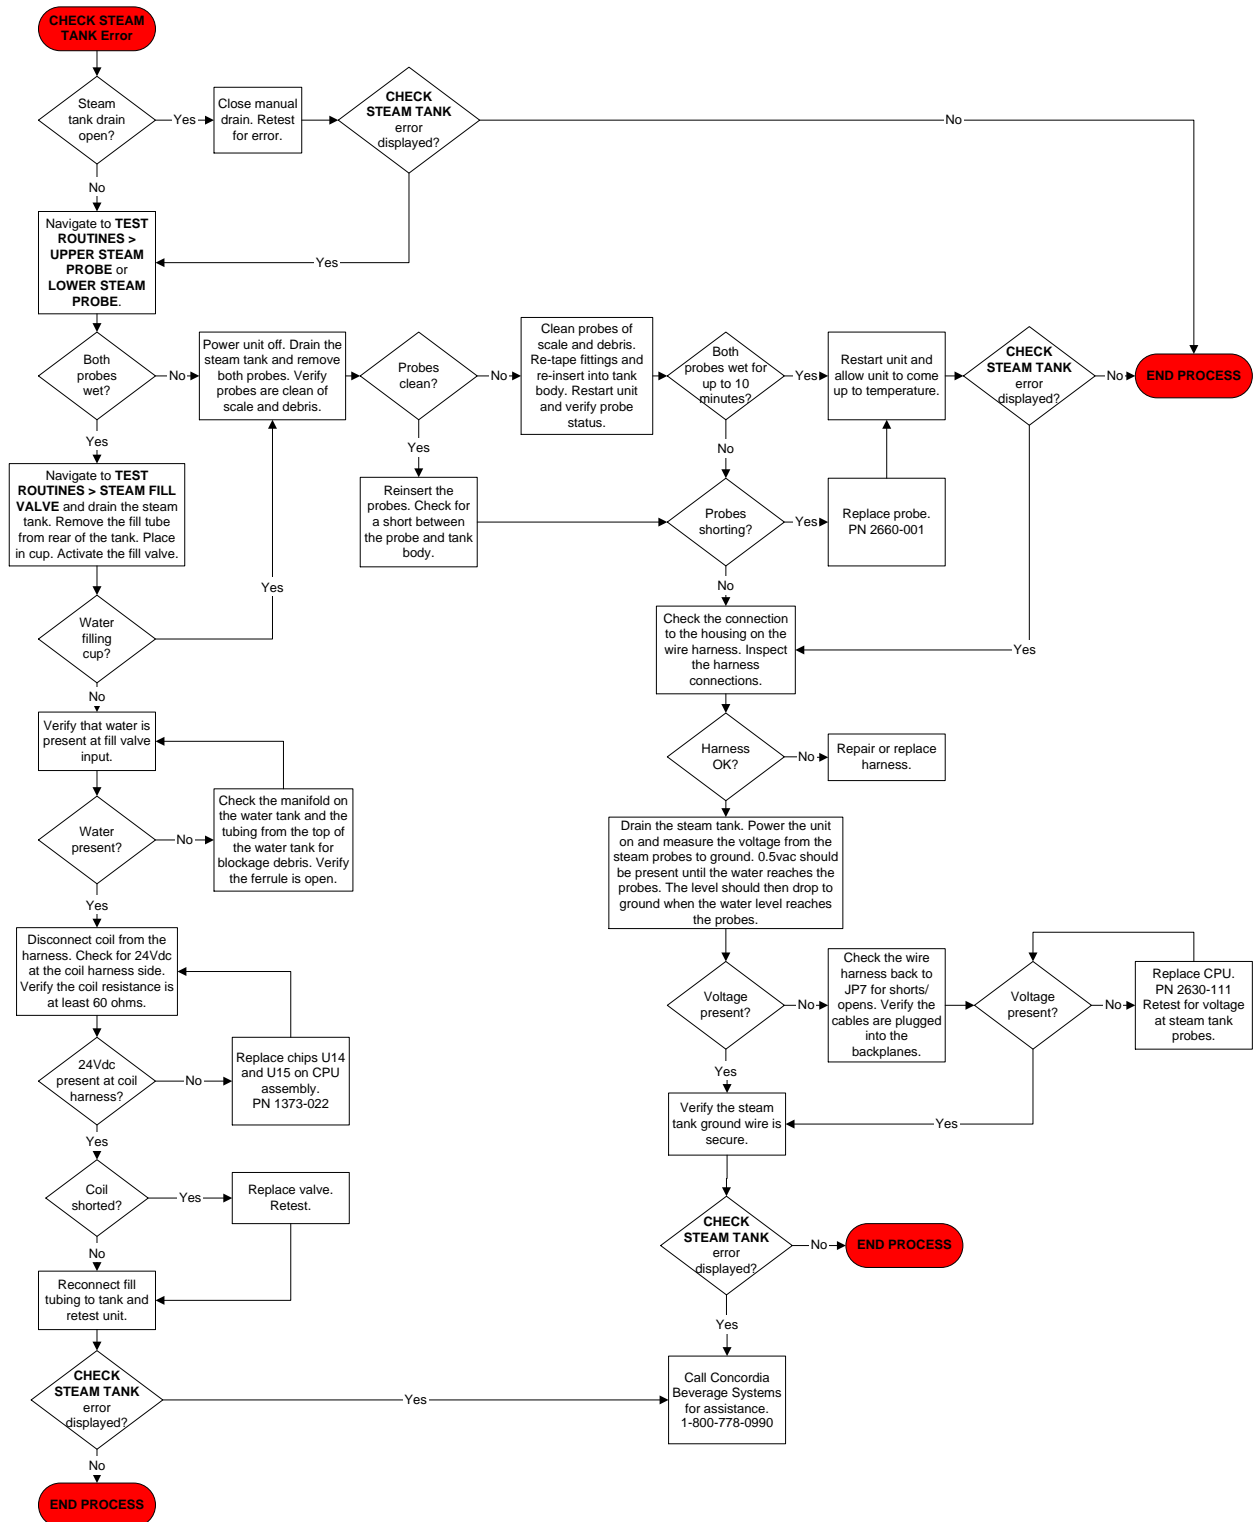 CHECK STEAM
TANK Error
Steam
tank drain
open?
Yes
Close manual
drain. Retest
for error.
CHECK
STEAM TANK
error
displayed?
No
No
Navigate to TEST
ROUTINES >
UPPER STEAM
PROBE or
LOWER STEAM
PROBE.
Yes
Both
probes
wet?
No
Power unit off. Drain the
steam tank and remove
both probes. Verify
probes are clean of
scale and debris.
Probes
clean?
No
Clean probes of
scale and debris.
Re-tape fittings and
re-insert into tank
body. Restart unit
and verify probe
status.
Both
probes wet for
up to 10
minutes?
Yes
Restart unit and
allow unit to come
up to temperature.
CHECK
STEAM TANK
error
displayed?
No
END PROCESS
Yes
Yes
No
Navigate to TEST
ROUTINES > STEAM FILL
VALVE and drain the steam
tank. Remove the fill tube
from rear of the tank. Place
in cup. Activate the fill valve.
Reinsert the
probes. Check for
a short between
the probe and tank
body.
Probes
shorting?
Yes
Replace probe.
PN 2660-001
Yes
No
Water
filling
cup?
Check the connection
to the housing on the
wire harness. Inspect
the harness
connections.
Yes
No
Verify that water is
present at fill valve
input.
Harness
OK?
No
Repair or replace
harness.
Water
present?
No
Check the manifold on
the water tank and the
tubing from the top of
the water tank for
blockage debris. Verify
the ferrule is open.
Drain the steam tank. Power the unit
on and measure the voltage from the
steam probes to ground. 0.5vac should
be present until the water reaches the
probes. The level should then drop to
ground when the water level reaches
the probes.
Yes
Disconnect coil from the
harness. Check for 24Vdc
at the coil harness side.
Verify the coil resistance is
at least 60 ohms.
Voltage
present?
No
Check the wire
harness back to
JP7 for shorts/
opens. Verify the
cables are plugged
into the
backplanes.
Voltage
present?
No
Replace CPU.
PN 2630-111
Retest for voltage
at steam tank
probes.
24Vdc
present at coil
harness?
No
Replace chips U14
and U15 on CPU
assembly.
PN 1373-022
Yes
Verify the steam
tank ground wire is
secure.
Yes
Yes
Coil
shorted?
Yes
Replace valve.
Retest.
CHECK
STEAM TANK
error
displayed?
No
END PROCESS
No
Reconnect fill
tubing to tank and
retest unit.
Yes
CHECK
STEAM TANK
error
displayed?
Yes
Call Concordia
Beverage Systems
for assistance.
1-800-778-0990
No
END PROCESS